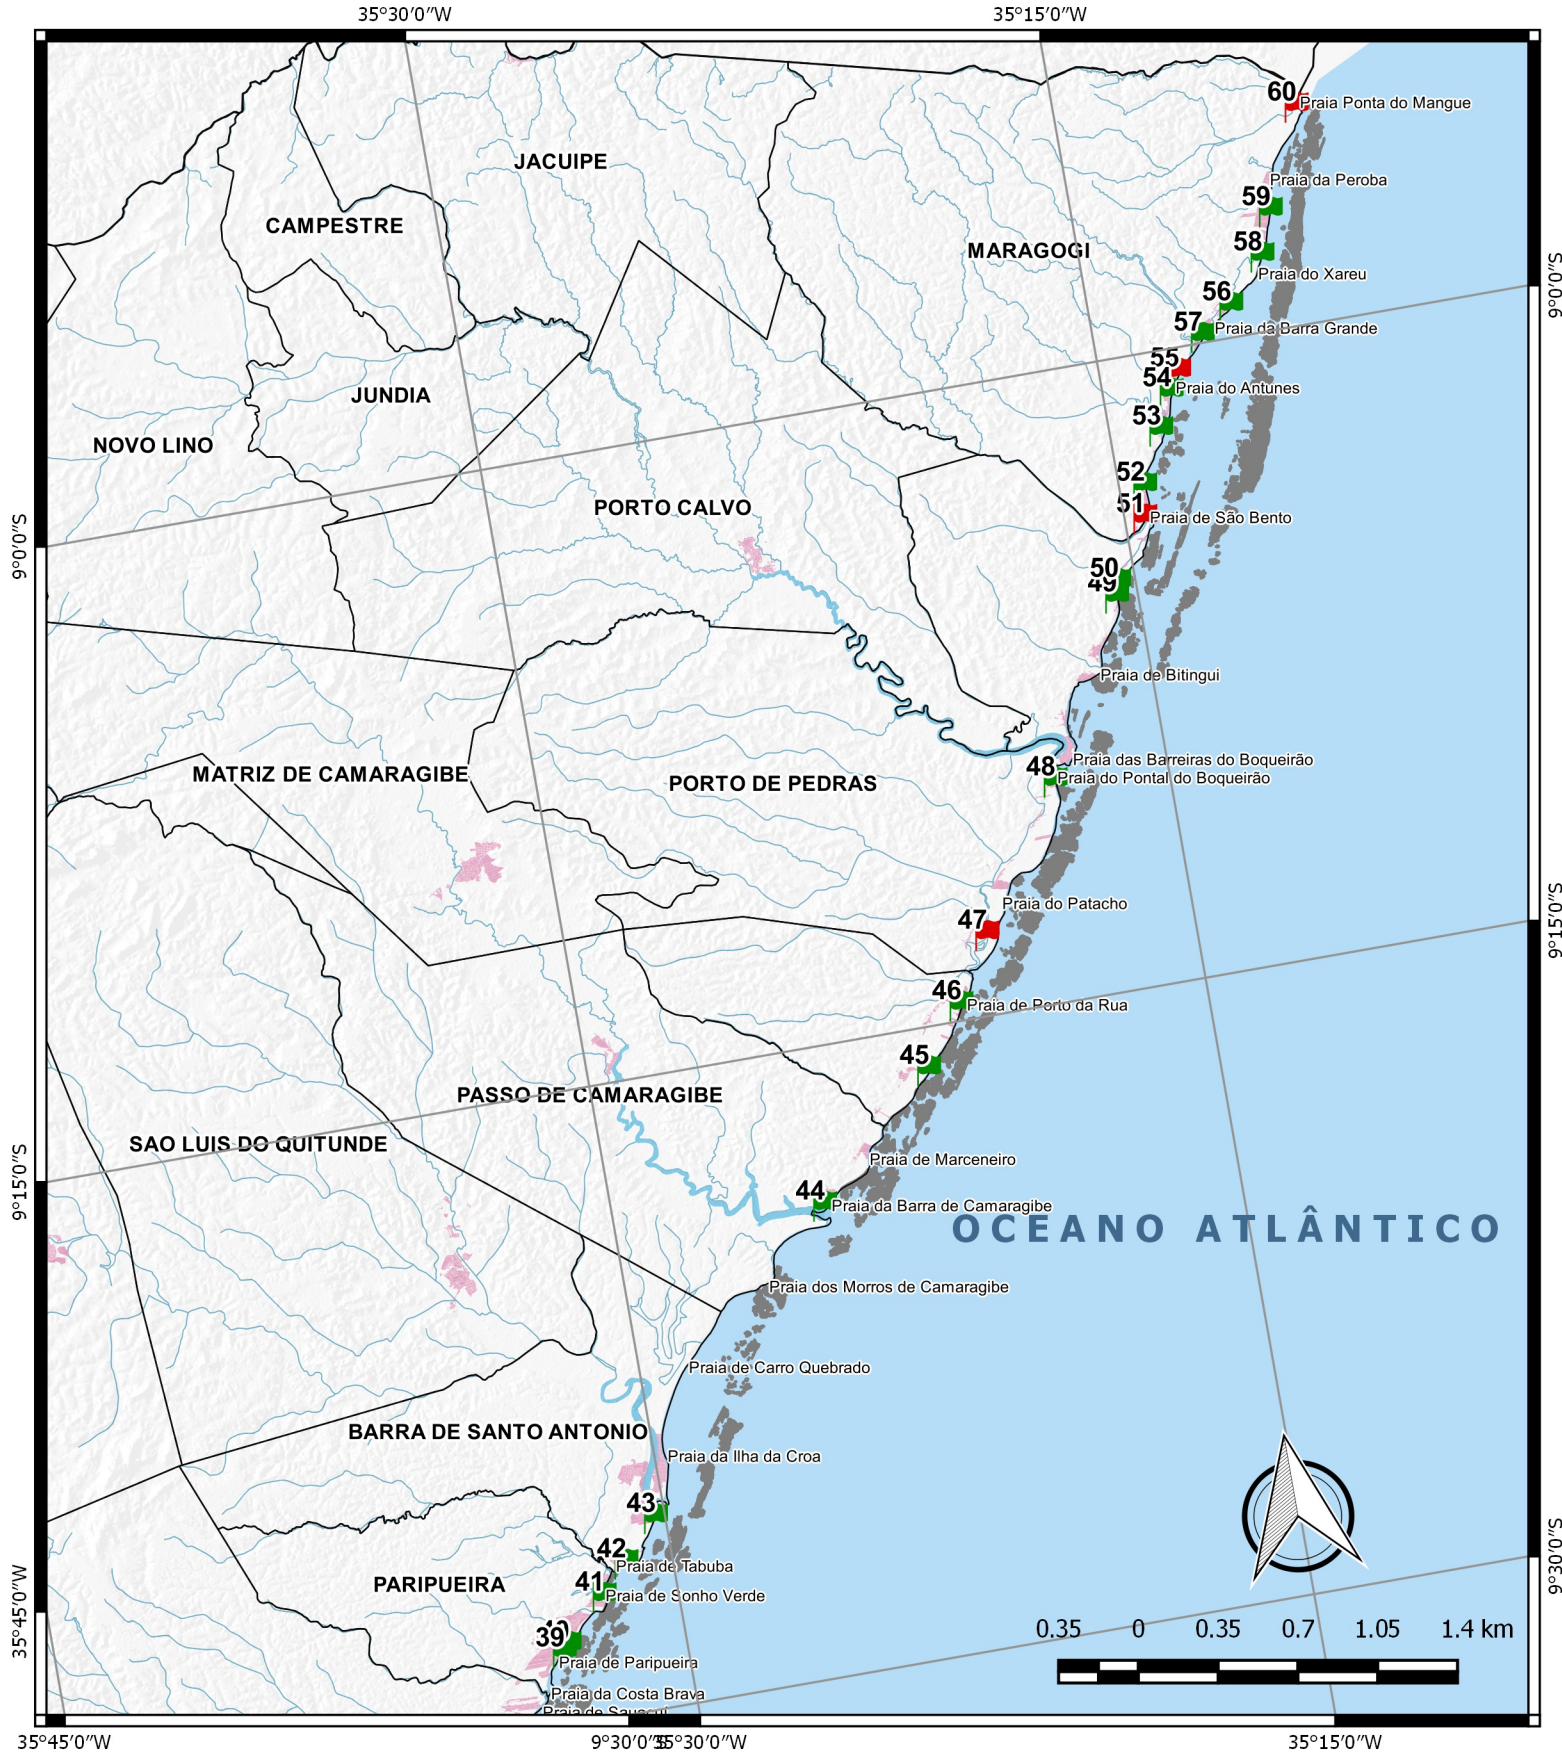 35°30'0''W
35°15'0''W
60
Praia Ponta do Mangue
JACUIPE
Praia da Peroba
59
CAMPESTRE
58
MARAGOGI
Praia do Xareu
9°0'0''S
56
57
Praia da Barra Grande
55
54
Praia do Antunes
JUNDIA
53
NOVO LINO
52
51
PORTO CALVO
Praia de São Bento
9°0'0''S
50
49
Praia de Bitingui
Praia das Barreiras do Boqueirão
48
Praia do Pontal do Boqueirão
MATRIZ DE CAMARAGIBE
PORTO DE PEDRAS
Praia do Patacho
47
9°15'0''S
46
Praia de Porto da Rua
45
PASSO DE CAMARAGIBE
SAO LUIS DO QUITUNDE
Praia de Marceneiro
9°15'0''S
44
Praia da Barra de Camaragibe
OCEANO ATLÂNTICO
Praia dos Morros de Camaragibe
Praia de Carro Quebrado
BARRA DE SANTO ANTONIO
Praia da Ilha da Croa
43
42
Praia de Tabuba
9°30'0''S
PARIPUEIRA
41
Praia de Sonho Verde
35°45'0''W
39
0.35 0 0.35 0.7 1.05 1.4 km
Praia de Paripueira
Praia da Costa Brava
35°45'0''W
9°30'0''S
35°30'0''W
35°15'0''W